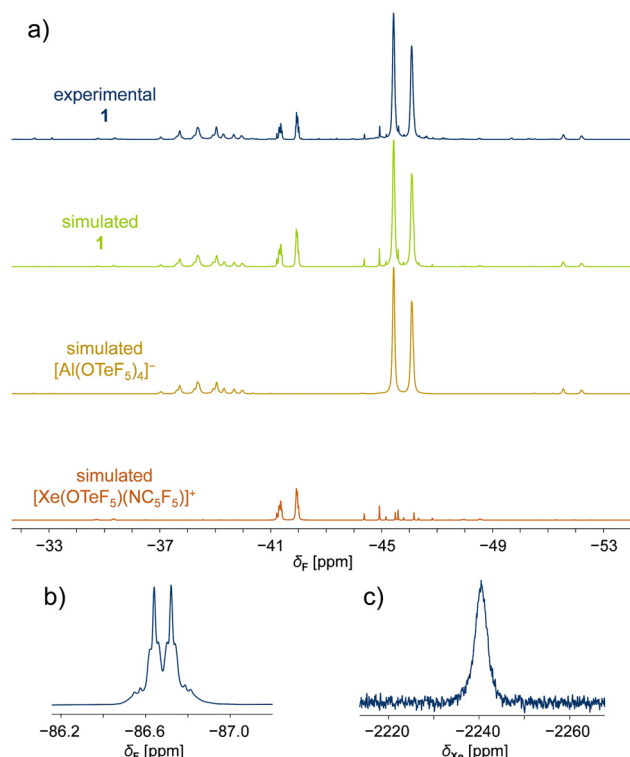 a)
experimental
1
simulated
1
simulated
[Al(OTeF₅)₄]⁻
simulated
[Xe(OTeF₅)(NC₅F₅)]⁺
−33 −37 −41 −45 −49 −53
δF [ppm]
b) c)
−86.2 −86.6 −87.0
δF [ppm]
−2220 −2240 −2260
δXe [ppm]